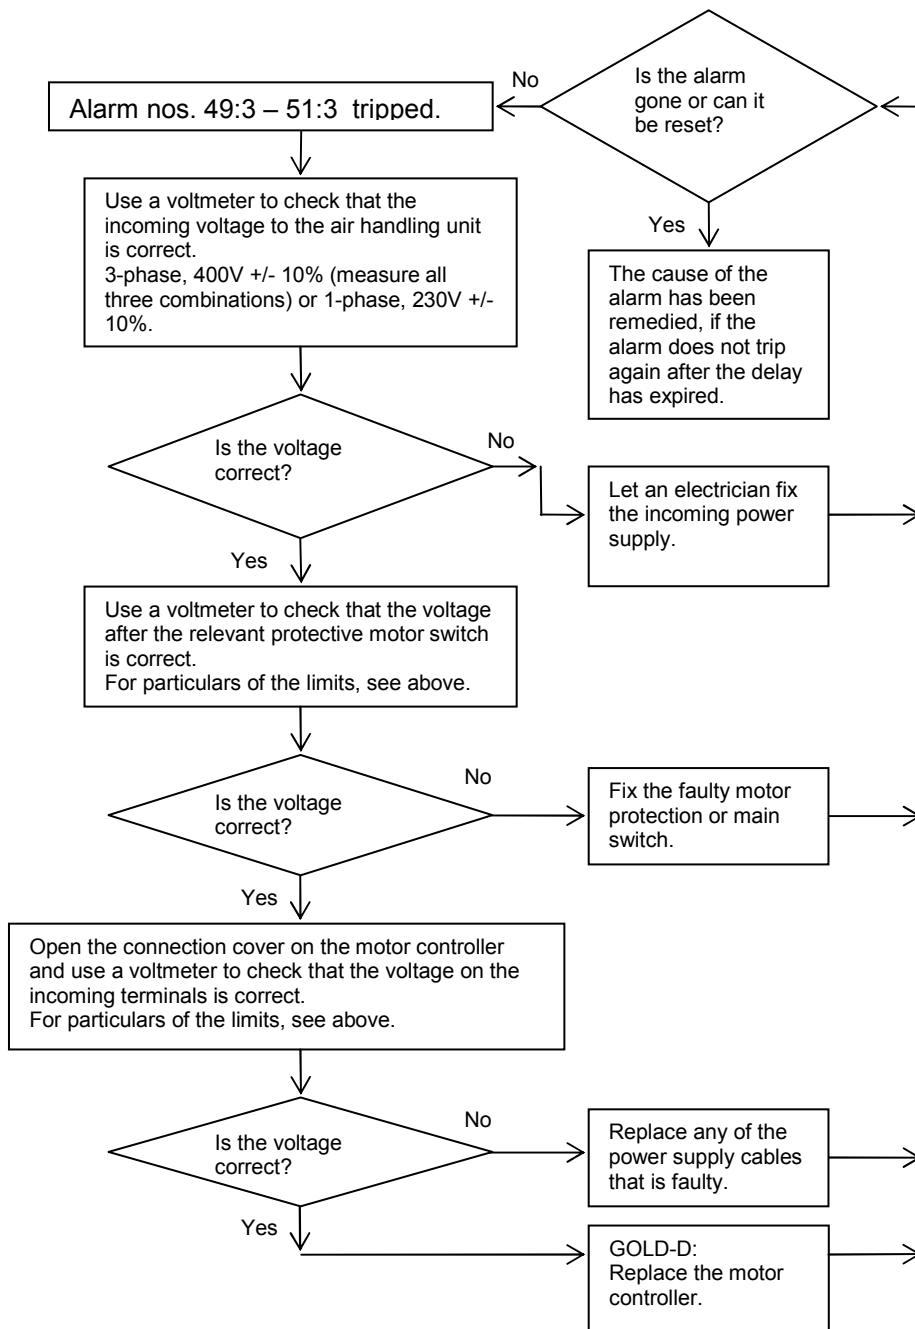 No
Is the alarm
gone or can it
be reset?
Alarm nos. 49:3 – 51:3 tripped.
Use a voltmeter to check that the
incoming voltage to the air handling unit
is correct.
3-phase, 400V +/- 10% (measure all
three combinations) or 1-phase, 230V +/-
10%.
Yes
The cause of the
alarm has been
remedied, if the
alarm does not trip
again after the delay
has expired.
Is the voltage
correct?
No
Let an electrician fix
the incoming power
supply.
Yes
Use a voltmeter to check that the voltage
after the relevant protective motor switch
is correct.
For particulars of the limits, see above.
Is the voltage
correct?
No
Fix the faulty motor
protection or main
switch.
Yes
Open the connection cover on the motor controller
and use a voltmeter to check that the voltage on the
incoming terminals is correct.
For particulars of the limits, see above.
Is the voltage
correct?
No
Replace any of the
power supply cables
that is faulty.
Yes
GOLD-D:
Replace the motor
controller.